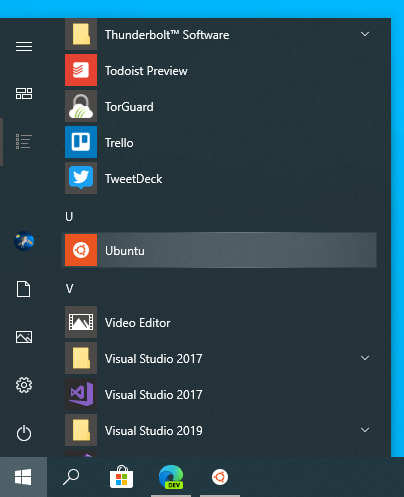 Thunderbolt™ Software
Todoist Preview
TorGuard
Trello
TweetDeck
U
Ubuntu
V
Video Editor
Visual Studio 2017
Visual Studio 2017
Visual Studio 2019
DEV